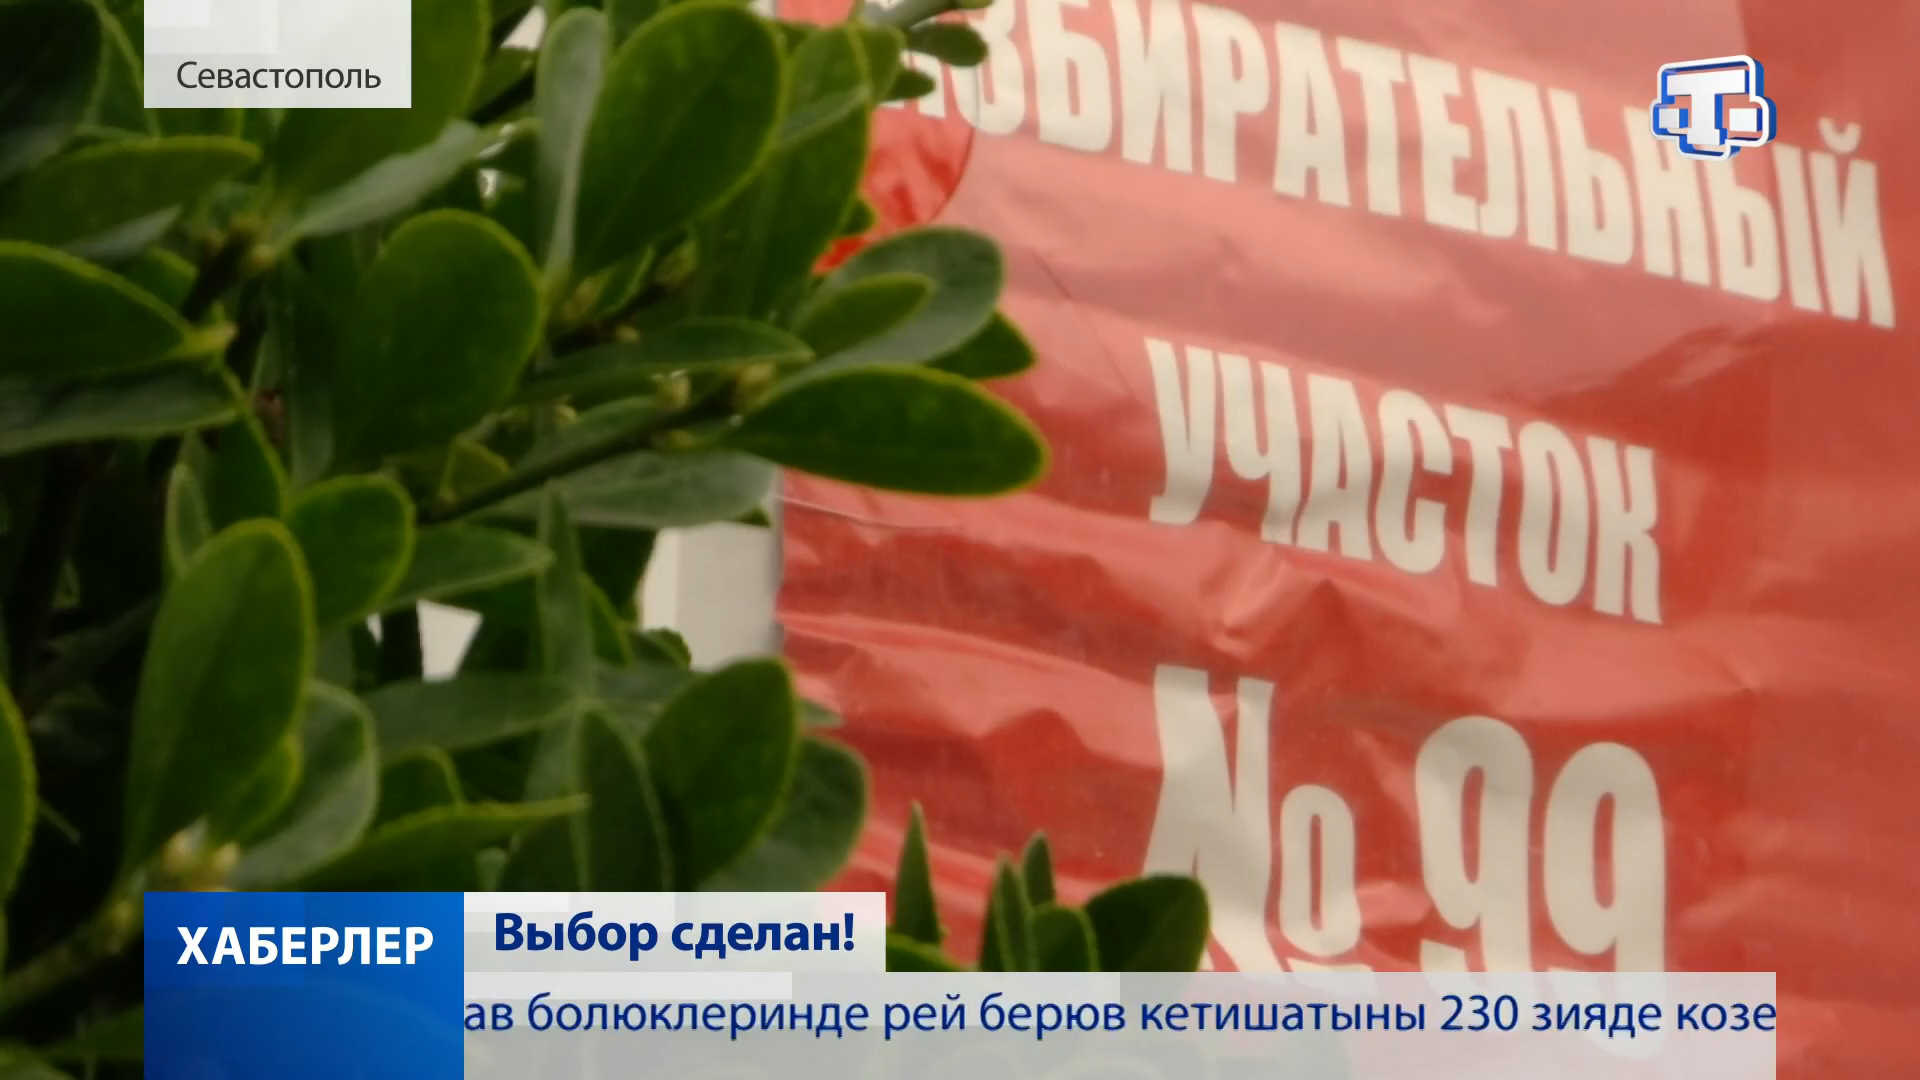 Севастополь
ИЗБИРАТЕЛЬНЫЙ
УЧАСТОК
№ 99
Т
ХАБЕРЛЕР
Выбор сделан!
ав болюклеринде рей берюв кетишатыны 230 зияде козе